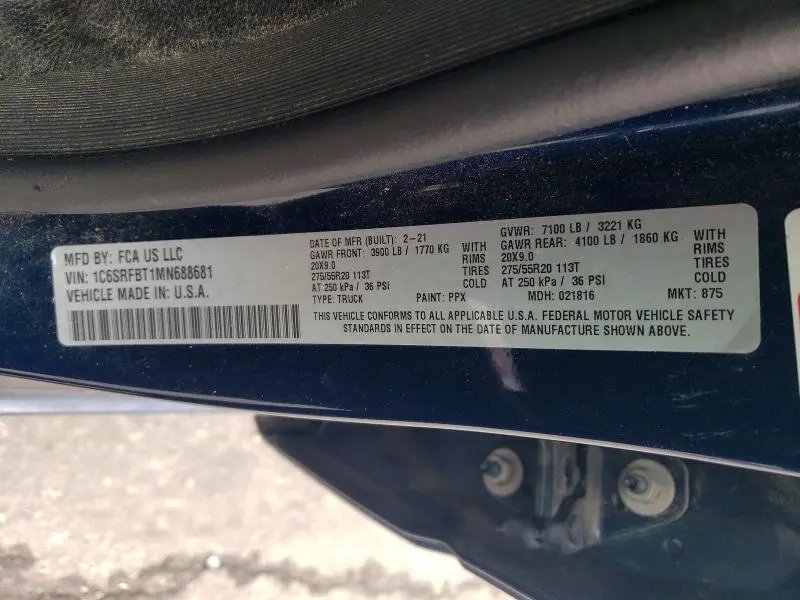 MFD BY: FCA US LLC
VIN: 1C6SRFBT1MN688681
VEHICLE MADE IN: U.S.A.
DATE OF MFR (BUILT): 2-21
GAWR FRONT: 3900 LB / 1770 KG WITH
20X9.0 RIMS
275/55R20 113T TIRES
AT 250 kPa / 36 PSI COLD
TYPE: TRUCK PAINT: PPX
GVWR: 7100 LB / 3221 KG
GAWR REAR: 4100 LB / 1860 KG WITH
20X9.0 RIMS
275/55R20 113T TIRES
AT 250 kPa / 36 PSI COLD
MDH: 021816 MKT: 875
THIS VEHICLE CONFORMS TO ALL APPLICABLE U.S.A. FEDERAL MOTOR VEHICLE SAFETY
STANDARDS IN EFFECT ON THE DATE OF MANUFACTURE SHOWN ABOVE.